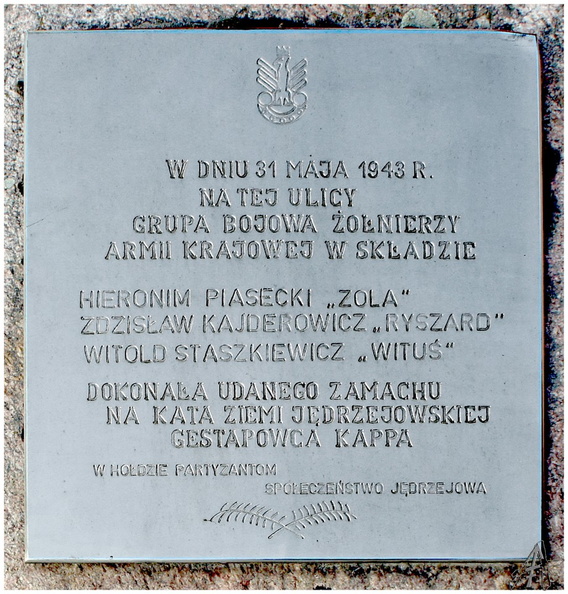 W DNIU 31 MAJA 1943 R.
NA TEJ ULICY
GRUPA BOJOWA ŻOŁNIERZY
ARMII KRAJOWEJ W SKŁADZIE
HIERONIM PIASECKI „ZOLA"
ZDZISŁAW KAJDEROWICZ „RYSZARD"
WITOLD STASZKIEWICZ „WITUŚ"
DOKONAŁA UDANEGO ZAMACHU
NA KATA ZIEMI JĘDRZEJOWSKIEJ
GESTAPOWCA KAPPA
W HOŁDZIE PARTYZANTOM
SPOŁECZEŃSTWO JĘDRZEJOWA